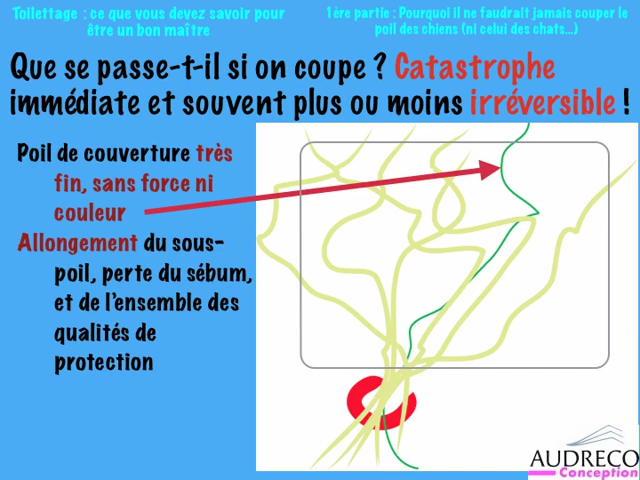 Toilettage : ce que vous devez savoir pour
être un bon maître
1ère partie : Pourquoi il ne faudrait jamais couper le
poil des chiens (ni celui des chats...)
Que se passe-t-il si on coupe ? Catastrophe
immédiate et souvent plus ou moins irréversible !
Poil de couverture très
fin, sans force ni
couleur
Allongement du sous-
poil, perte du sébum,
et de l'ensemble des
qualités de
protection
AUDRECO
Conception